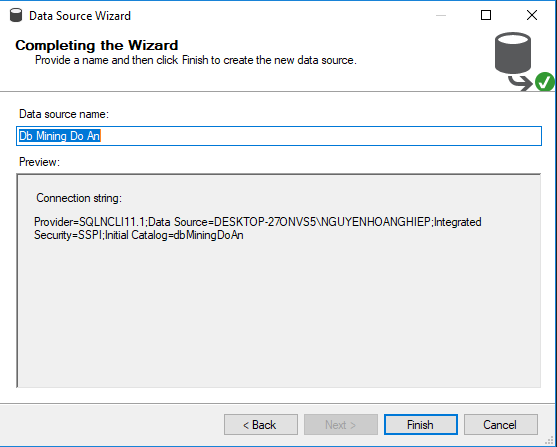 Data Source Wizard
Completing the Wizard
Provide a name and then click Finish to create the new data source.
Data source name:
Db Mining Do An
Preview:
Connection string:
Provider=SQLNCLI11.1;Data Source=DESKTOP-27ONVS5\NGUYENHOANGHIEP;Integrated
Security=SSPI;Initial Catalog=dbMiningDoAn
< Back
Next >
Finish
Cancel